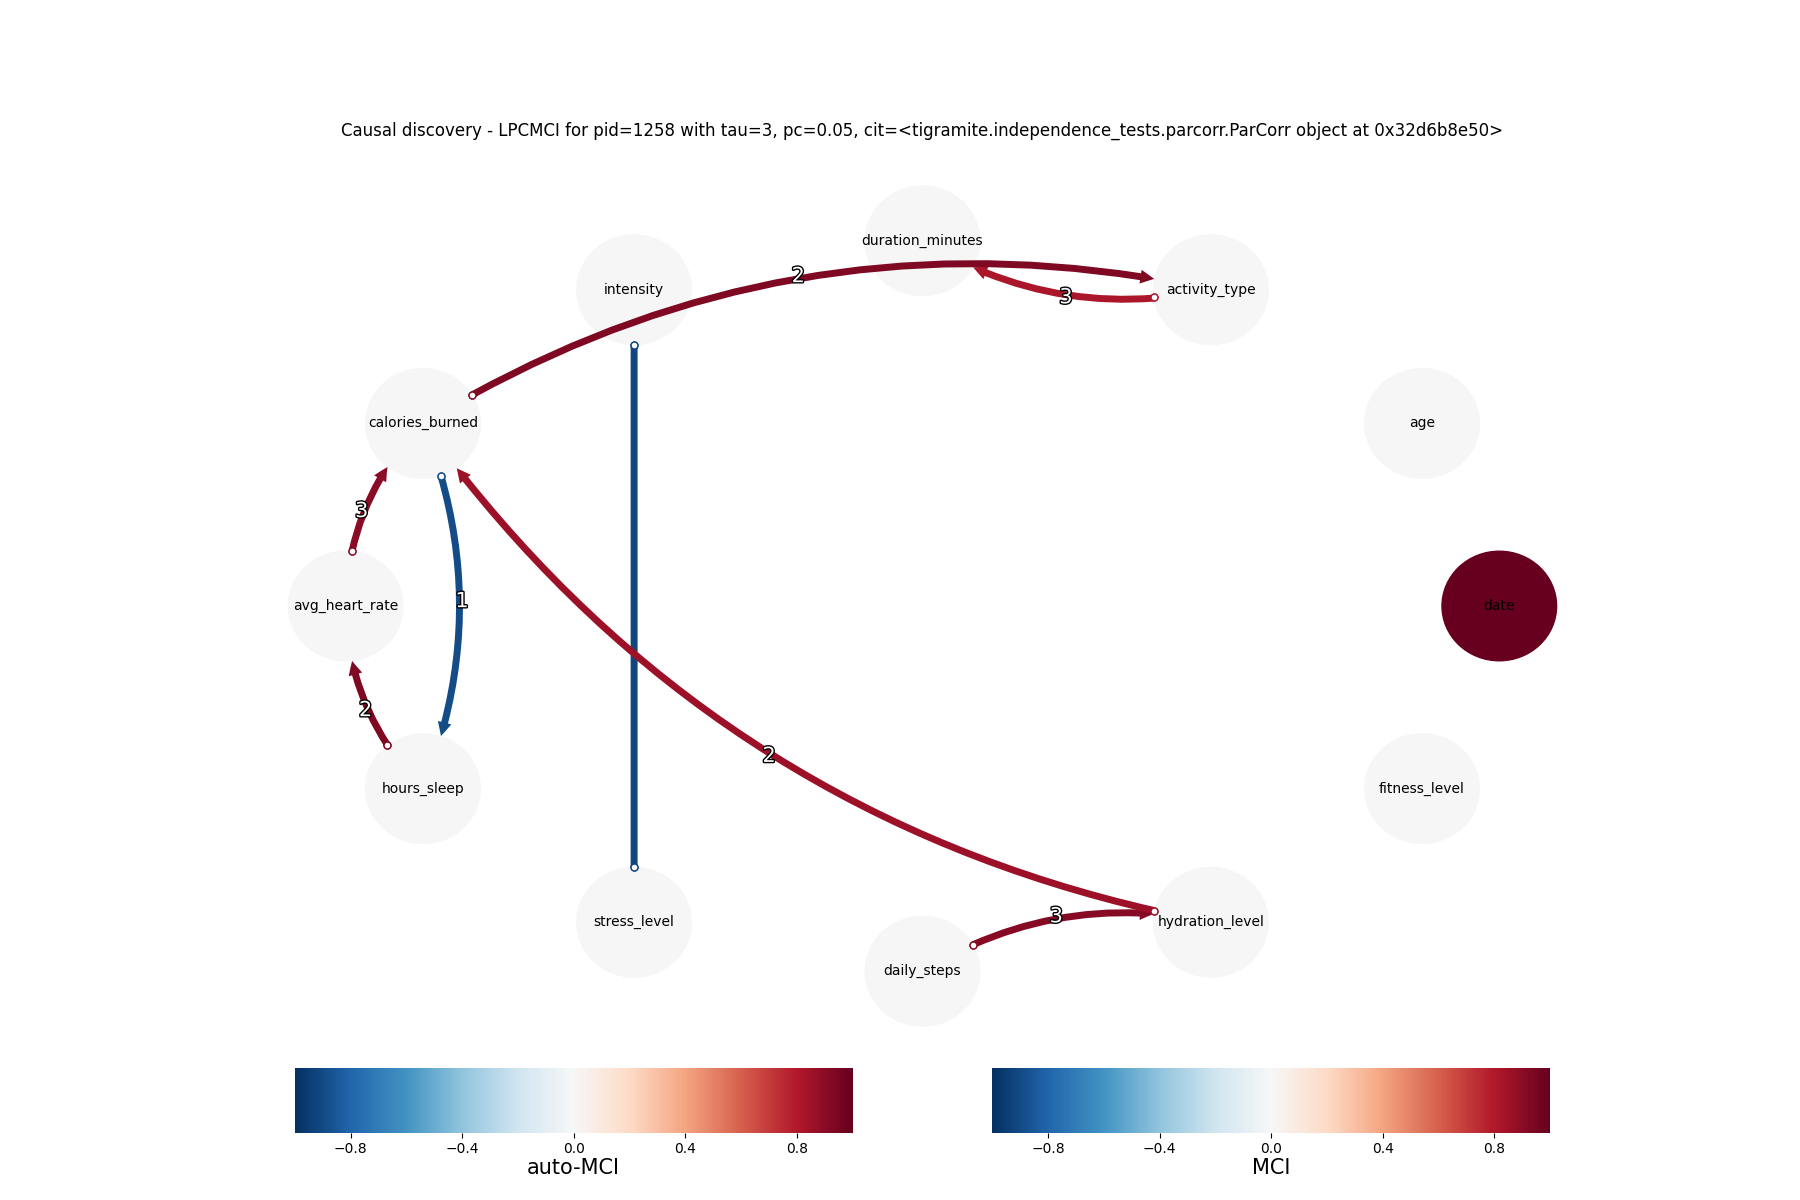 Causal discovery - LPCMCI for pid=1258 with tau=3, pc=0.05, cit=<tigramite.independence_tests.parcorr.ParCorr object at 0x32d6b8e50>
duration_minutes
intensity
activity_type
2
3
calories_burned
age
3
1
avg_heart_rate
date
2
2
hours_sleep
fitness_level
3
stress_level
hydration_level
daily_steps
−0.8 −0.4 0.0 0.4 0.8
auto-MCI
−0.8 −0.4 0.0 0.4 0.8
MCI